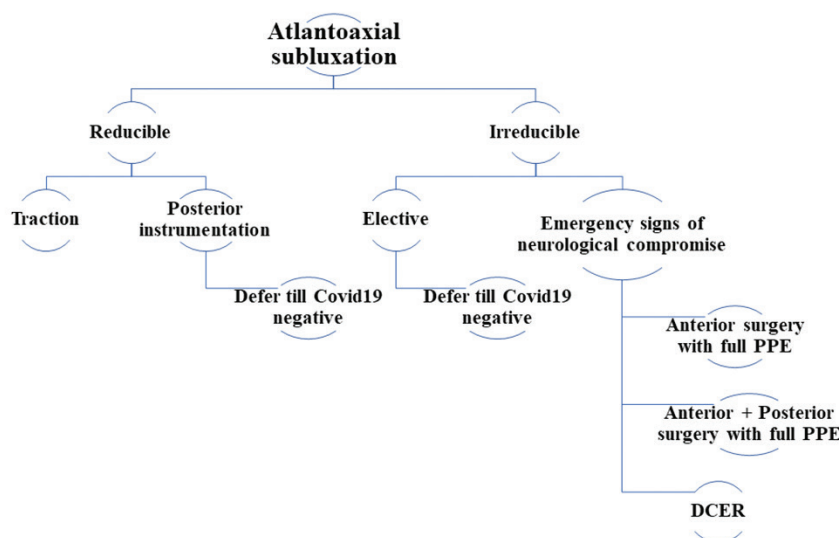 Atlantoaxial
subluxation
Reducible
Irreducible
Traction
Posterior
instrumentation
Elective
Emergency signs of
neurological compromise
Defer till Covid19
negative
Defer till Covid19
negative
Anterior surgery
with full PPE
Anterior + Posterior
surgery with full PPE
DCER